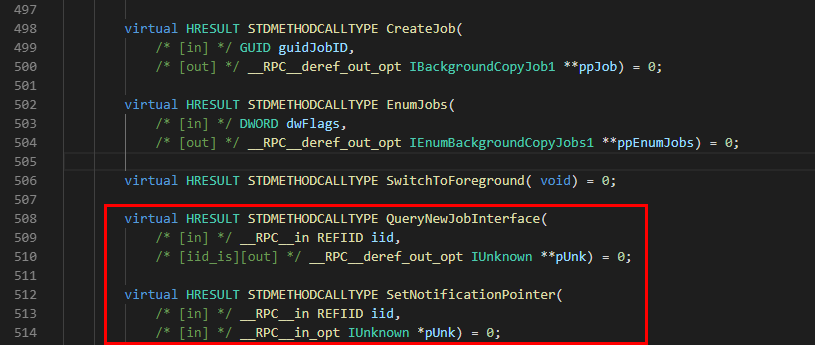 497
498 virtual HRESULT STDMETHODCALLTYPE CreateJob(
499 /* [in] */ GUID guidJobID,
500 /* [out] */ __RPC__deref_out_opt IBackgroundCopyJob1 **ppJob) = 0;
501
502 virtual HRESULT STDMETHODCALLTYPE EnumJobs(
503 /* [in] */ DWORD dwFlags,
504 /* [out] */ __RPC__deref_out_opt IEnumBackgroundCopyJobs1 **ppEnumJobs) = 0;
505
506 virtual HRESULT STDMETHODCALLTYPE SwitchToForeground( void) = 0;
507
508 virtual HRESULT STDMETHODCALLTYPE QueryNewJobInterface(
509 /* [in] */ __RPC__in REFIID iid,
510 /* [iid_is][out] */ __RPC__deref_out_opt IUnknown **pUnk) = 0;
511
512 virtual HRESULT STDMETHODCALLTYPE SetNotificationPointer(
513 /* [in] */ __RPC__in REFIID iid,
514 /* [in] */ __RPC__in_opt IUnknown *pUnk) = 0;